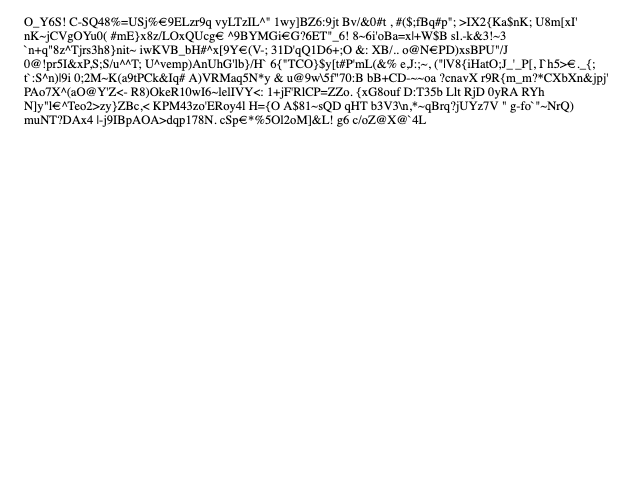 O_Y6S! C-SQ48%=USj%€9ELzr9q vyLTzIL^" 1wy]BZ6:9jt Bv/&0#t , #($;fBq#p"; >IX2{Ka$nK; U8m[xI'
nK~jCVgOYu0( #mE}x8z/LOxQUcg€ ^9BYMGi€G?6ET"_6! 8~6i'oBa=xl+W$B sl.-k&3!~3
`n+q"8z^Tjrs3h8}nit~ iwKVB_bH#^x[9Y€(V-; 31D'qQ1D6+;O &: XB/.. o@N€PD)xsBPU"/J
0@!pr5I&xP,S;S/u^^T; U^vemp)AnUhG'lb}/H` 6{"TCO}$y[t#P'mL(&% e,J:;~, ("lV8{iHatO;J_'_P[, I`h5>€._{;
t`:S^n)l9i 0;2M~K(a9tPCk&Iq# A)VRMaq5N*y & u@9w\5f"70:B bB+CD-~~oa ?cnavX r9R{m_m?*CXbXn&jpj'
PAo7X^(aO@Y'Z<- R8)OkeR10wI6~lelIVY<: 1+jF'RlCP=ZZo. {xG8ouf D:T35b Llt RjD 0yRA RYh
N]y"l€^Teo2>zy}ZBc,< KPM43zo'ERoy4l H={O A$81~sQD qHT b3V3\n,*~qBrq?jUYz7V " g-fo`"~NrQ)
muNT?DAx4 |-j9IBpAOA>dqp178N. cSp€*%5Ol2oM]&L! g6 c/oZ@X@`4L